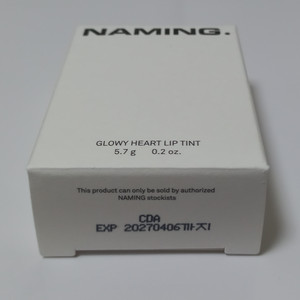 NAMING.
GLOWY HEART LIP TINT
5.7 g 0.2 oz.
This product can only be sold by authorized
NAMING stockists
CDA
EXP 20270406까지